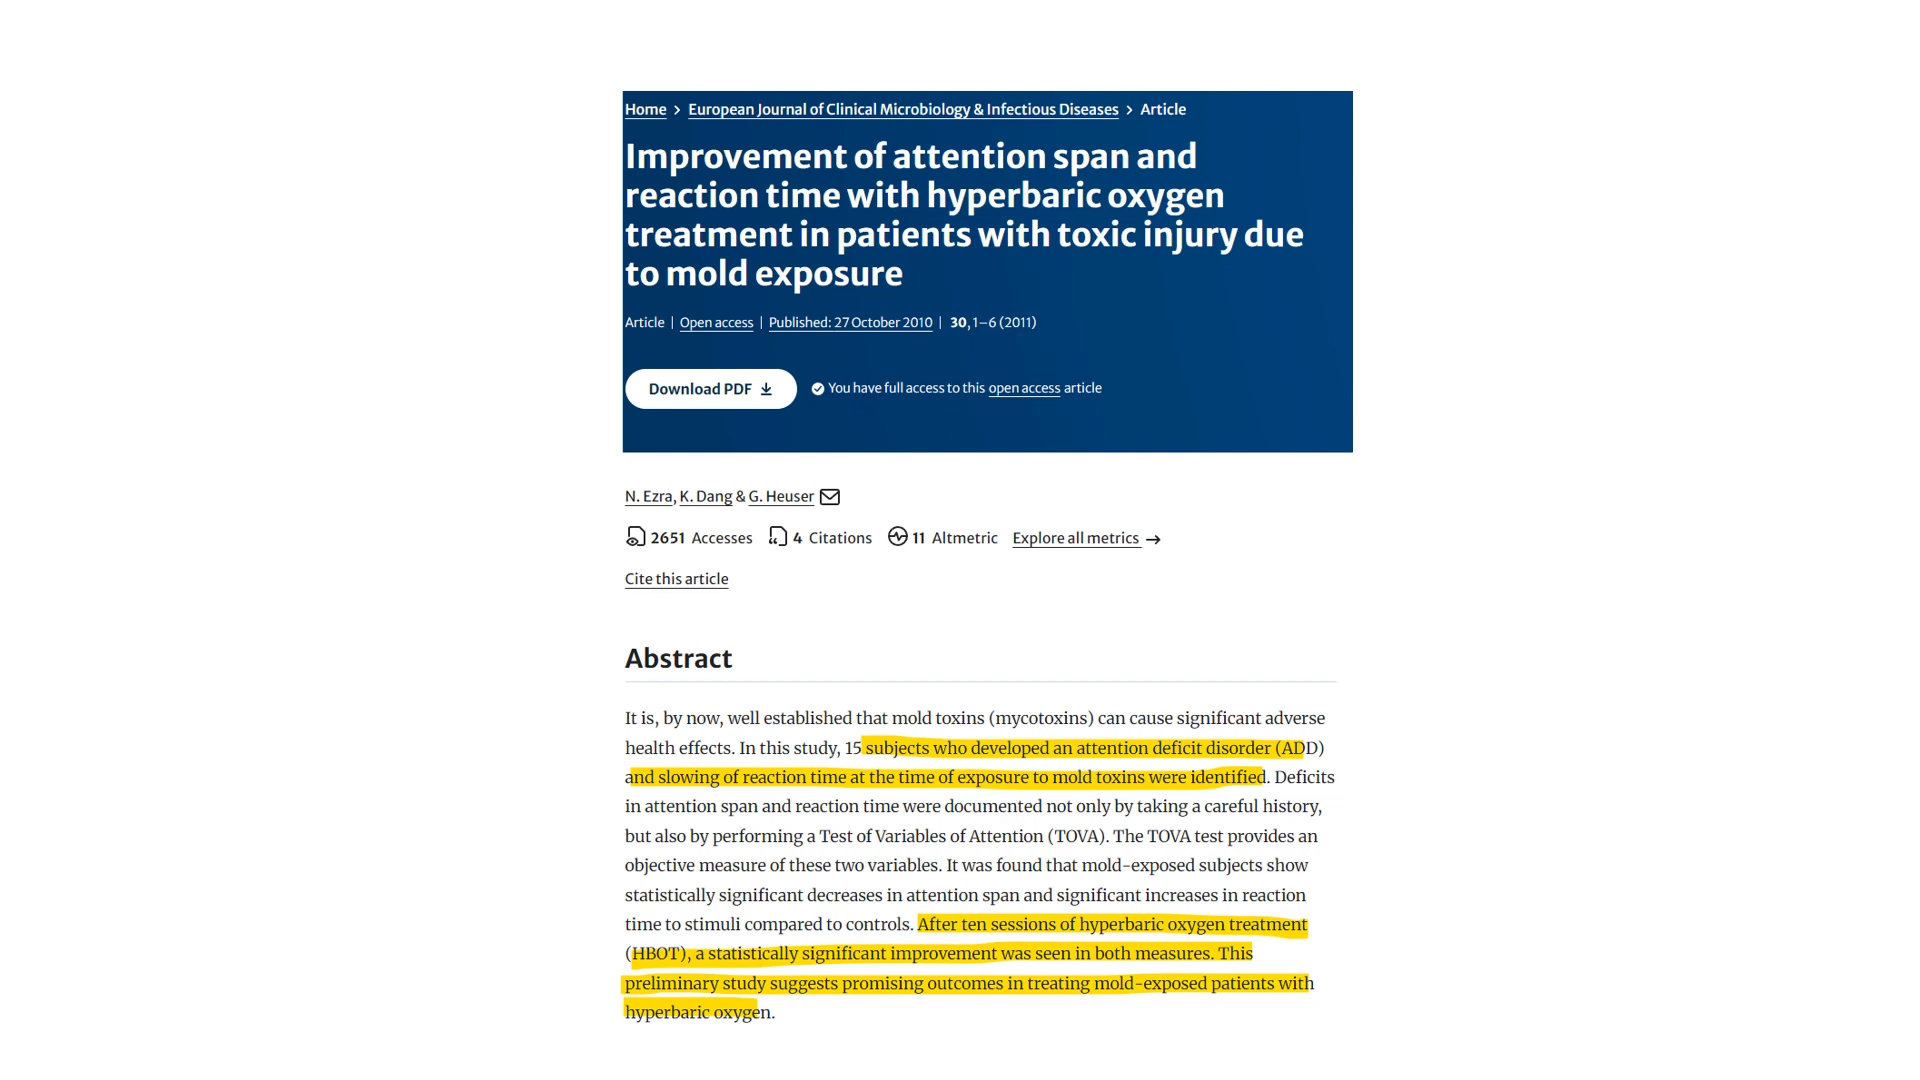 Home > European Journal of Clinical Microbiology & Infectious Diseases > Article
Improvement of attention span and
reaction time with hyperbaric oxygen
treatment in patients with toxic injury due
to mold exposure
Article | Open access | Published: 27 October 2010 | 30, 1–6 (2011)
Download PDF You have full access to this open access article
N. Ezra, K. Dang & G. Heuser
2651 Accesses 4 Citations 11 Altmetric Explore all metrics →
Cite this article
Abstract
It is, by now, well established that mold toxins (mycotoxins) can cause significant adverse
health effects. In this study, 15 subjects who developed an attention deficit disorder (ADD)
and slowing of reaction time at the time of exposure to mold toxins were identified. Deficits
in attention span and reaction time were documented not only by taking a careful history,
but also by performing a Test of Variables of Attention (TOVA). The TOVA test provides an
objective measure of these two variables. It was found that mold-exposed subjects show
statistically significant decreases in attention span and significant increases in reaction
time to stimuli compared to controls. After ten sessions of hyperbaric oxygen treatment
(HBOT), a statistically significant improvement was seen in both measures. This
preliminary study suggests promising outcomes in treating mold-exposed patients with
hyperbaric oxygen.